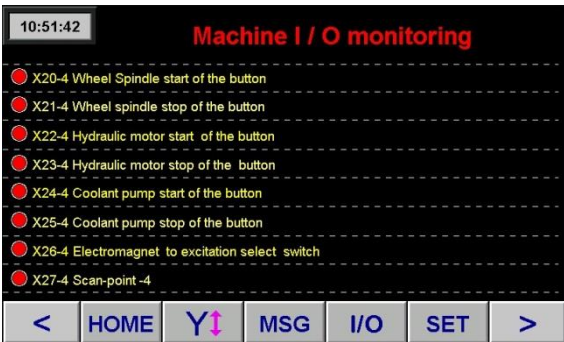 10:51:42
Machine I / O monitoring
X20-4 Wheel Spindle start of the button
X21-4 Wheel spindle stop of the button
X22-4 Hydraulic motor start of the button
X23-4 Hydraulic motor stop of the button
X24-4 Coolant pump start of the button
X25-4 Coolant pump stop of the button
X26-4 Electromagnet to excitation select switch
X27-4 Scan-point -4
< HOME Y MSG I/O SET >